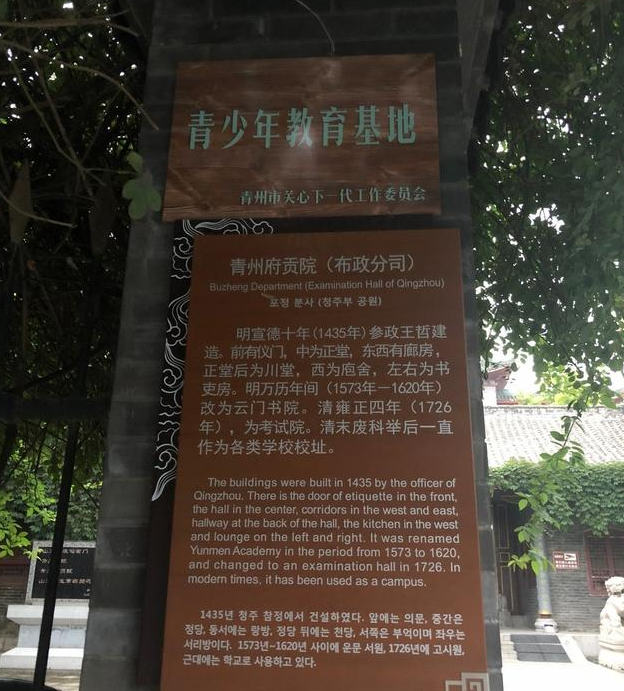 青少年教育基地
青州市关心下一代工作委员会
青州府贡院（布政分司）
Buzheng Department (Examination Hall of Qingzhou)
포정 분사 (청주부 공원)
明宣德十年（1435年）参政王哲建
造。前有仪门，中为正堂，东西有廊房，
正堂后为川堂，西为庖舍，左右为书
吏房。明万历年间（1573年—1620年）
改为云门书院。清雍正四年（1726
年），为考试院。清末废科举后一直
作为各类学校校址。
The buildings were built in 1435 by the officer of
Qingzhou. There is the door of etiquette in the front,
the hall in the center, corridors in the west and east,
hallway at the back of the hall, the kitchen in the west
and lounge on the left and right. It was renamed
Yunmen Academy in the period from 1573 to 1620,
and changed to an examination hall in 1726. In
modern times, it has been used as a campus.
1435년 청주 참정에서 건설하였다. 앞에는 의문, 중간은
정당, 동서에는 랑방, 정당 뒤에는 천당, 서쪽은 부엌이며 좌우는
서리방이다. 1573년-1620년 사이에 운문 서원, 1726년에 고시원,
근대에는 학교로 사용하고 있다.